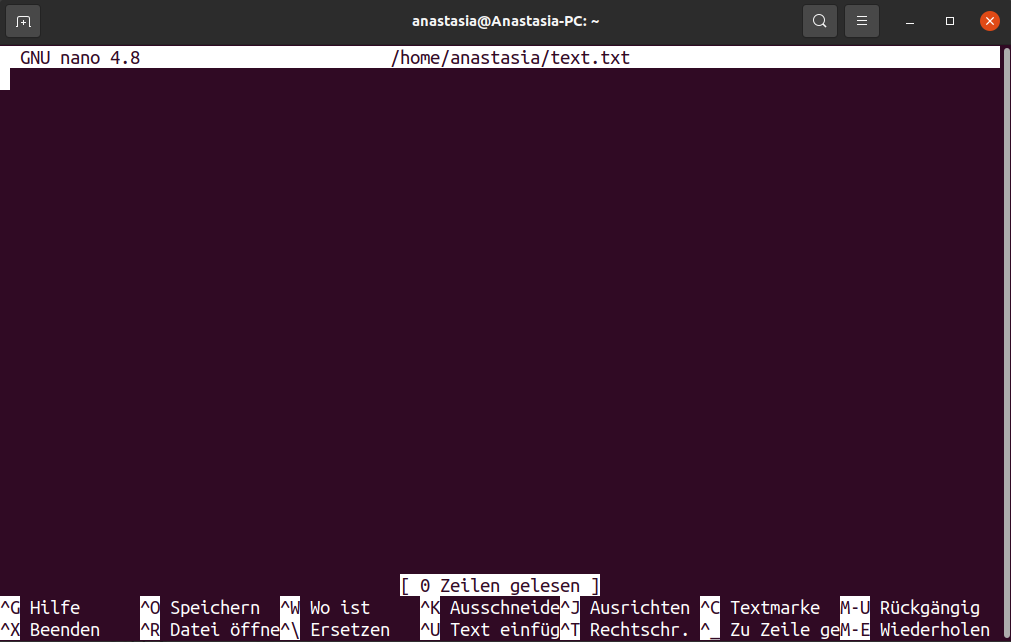 anastasia@Anastasia-PC: ~
GNU nano 4.8 /home/anastasia/text.txt
[ 0 Zeilen gelesen ]
^G Hilfe ^O Speichern ^W Wo ist ^K Ausschneide^J Ausrichten ^C Textmarke M-U Rückgängig
^X Beenden ^R Datei öffne^\ Ersetzen ^U Text einfüg^T Rechtschr. ^_ Zu Zeile geM-E Wiederholen